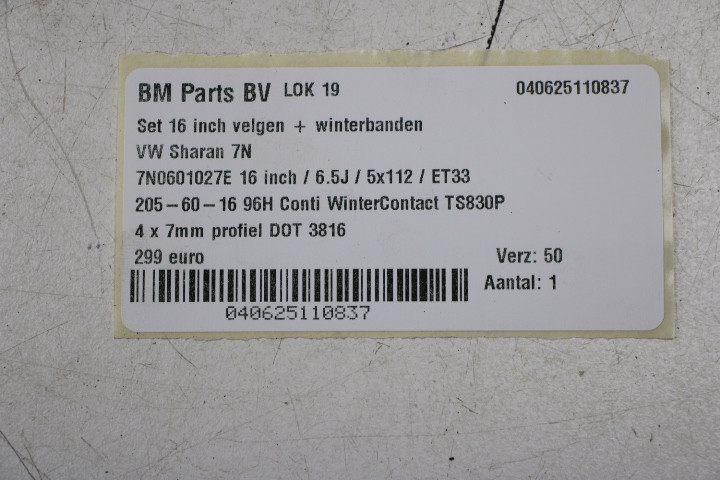 BM Parts BV LOK 19 040625110837
Set 16 inch velgen + winterbanden
VW Sharan 7N
7N0601027E 16 inch / 6.5J / 5x112 / ET33
205-60-16 96H Conti WinterContact TS830P
4 x 7mm profiel DOT 3816
299 euro Verz: 50
Aantal: 1
040625110837